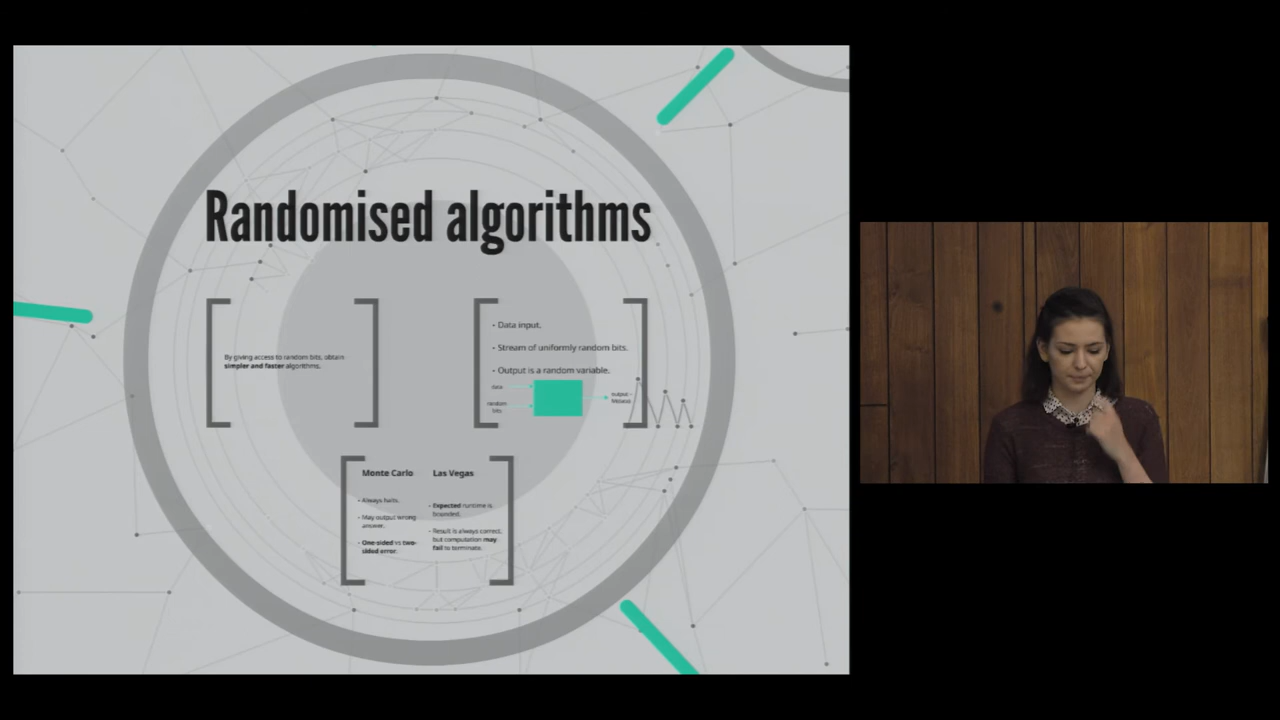 Randomised algorithms
By giving access to random bits, obtain
simpler and faster algorithms.
- Data input.
- Stream of uniformly random bits.
- Output is a random variable.
data
random
bits
output -
Monte Carlo
- Always halts.
- May output wrong
answer.
- One-sided vs two-
sided error.
Las Vegas
- Expected runtime is
bounded.
- Result is always correct,
but computation may
fail to terminate.